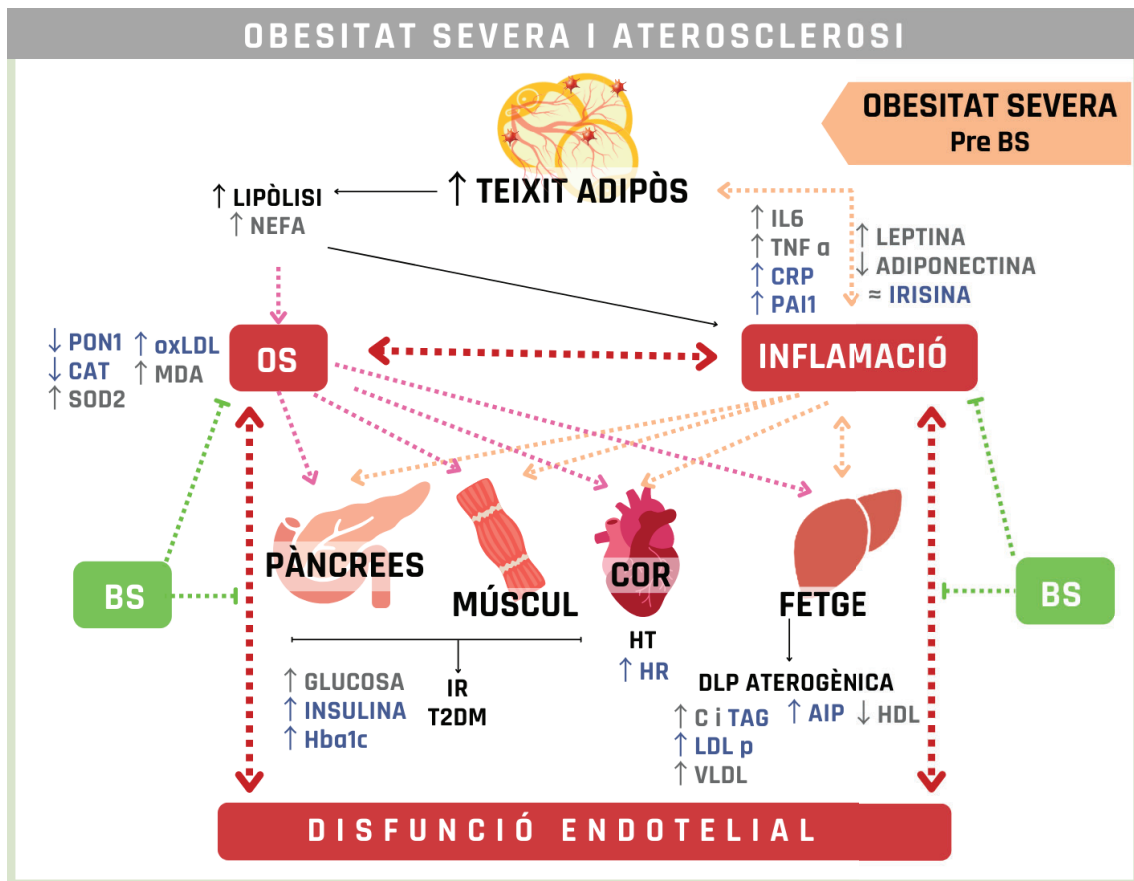 OBESITAT SEVERA I ATEROSCLEROSI
OBESITAT SEVERA
Pre BS
↑ TEIXIT ADIPÒS
↑ LIPÒLISI
↑ NEFA
↑ IL6
↑ TNF α
↑ CRP
↑ PAI1
↑ LEPTINA
↓ ADIPONECTINA
≈ IRISINA
↓ PON1
↓ CAT
↑ SOD2
↑ oxLDL
↑ MDA
OS
INFLAMACIÓ
PÀNCREES
MÚSCUL
COR
FETGE
BS
BS
HT
↑ HR
↑ GLUCOSA
↑ INSULINA
↑ Hba1c
IR
T2DM
DLP ATEROGÈNICA
↑ C i TAG
↑ LDL p
↑ VLDL
↑ AIP
↓ HDL
DISFUNCIÓ ENDOTELIAL